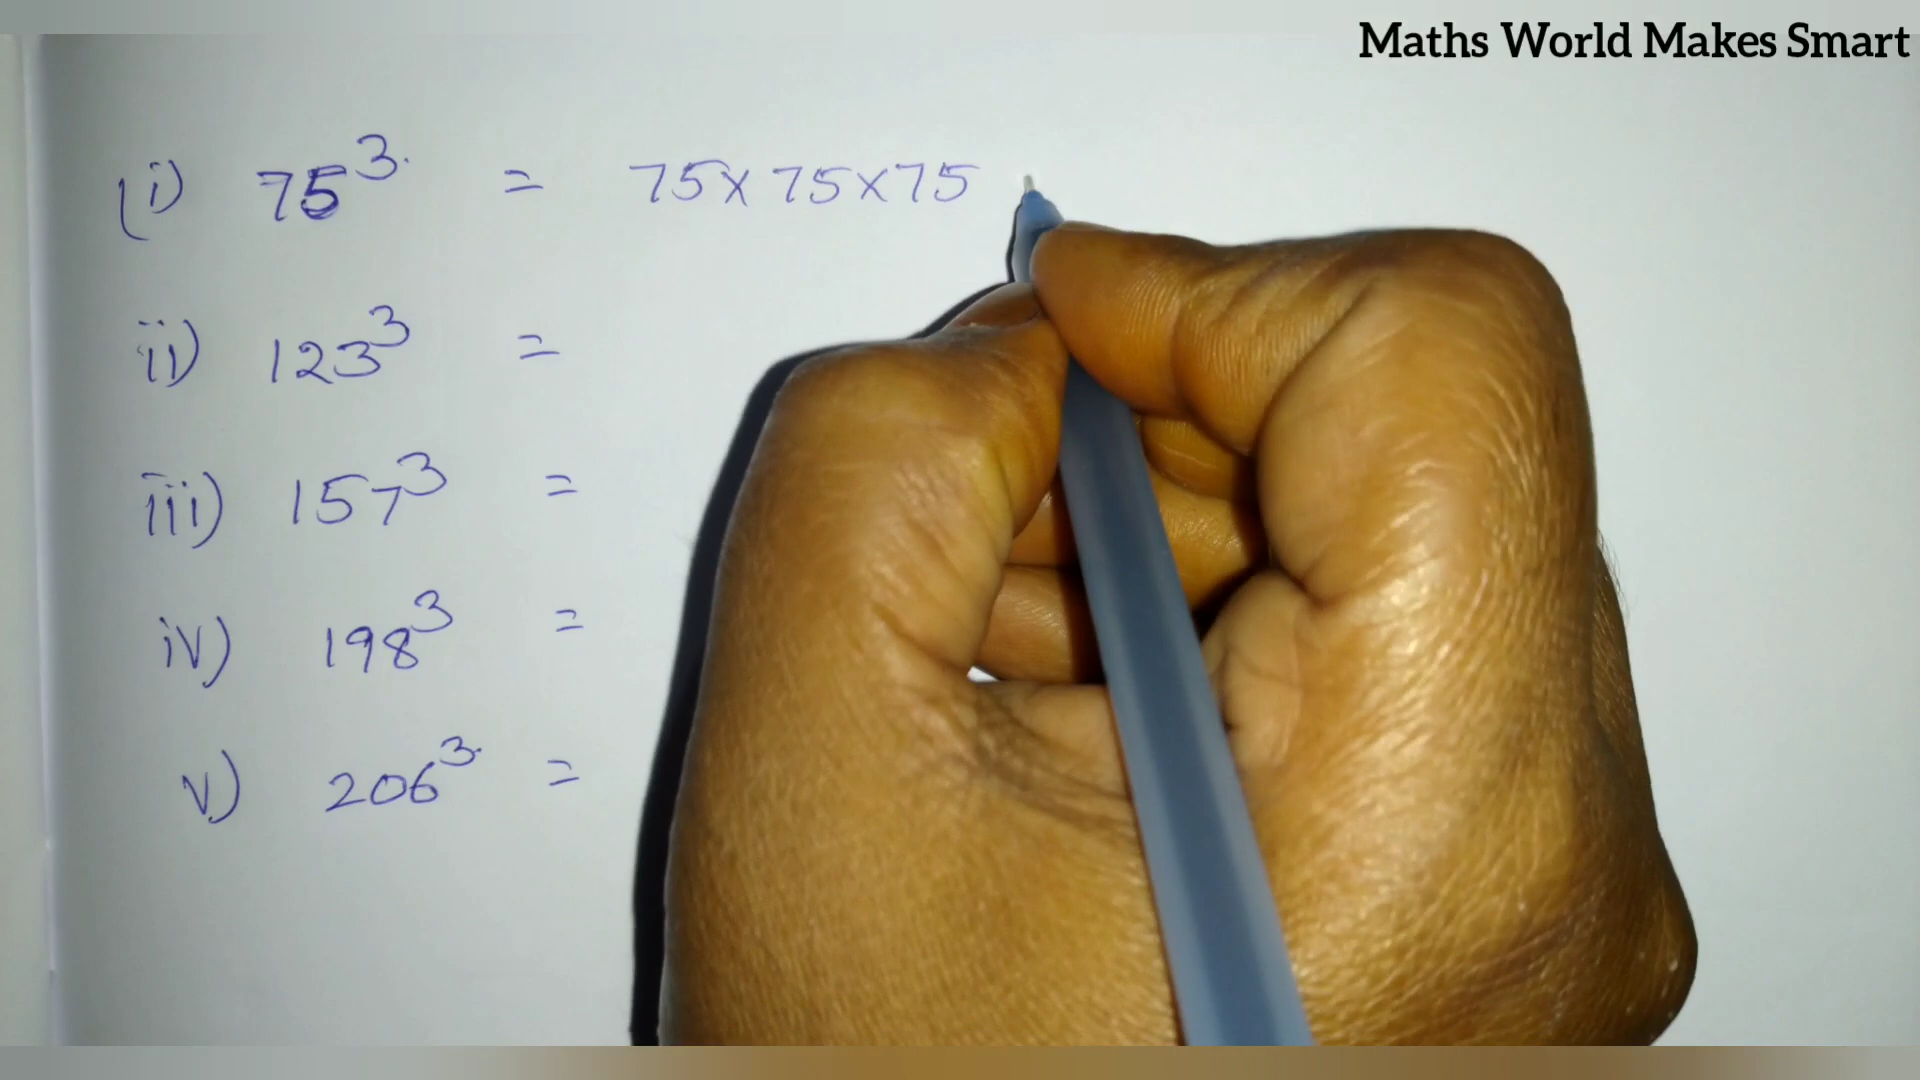 Maths World Makes Smart
(i) 75³ = 75×75×75
ii) 123³ =
iii) 157³ =
iv) 198³ =
v) 206³ =